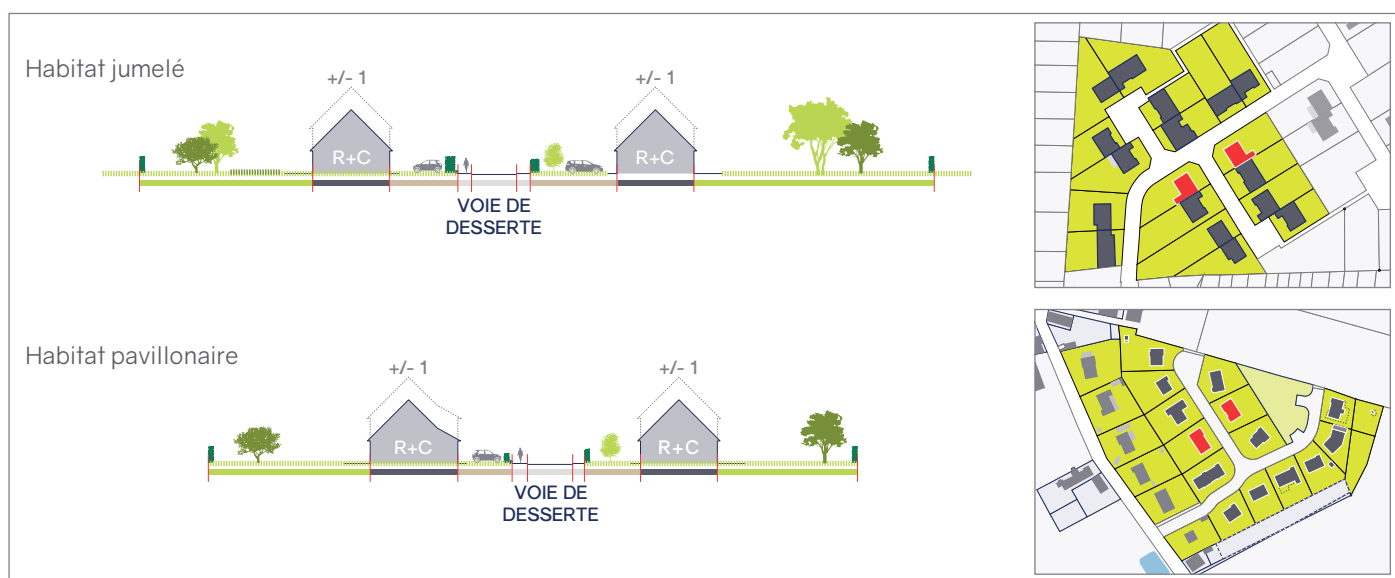 Habitat jumelé
+/- 1
+/- 1
R+C
R+C
VOIE DE
DESSERTE
Habitat pavillonaire
+/- 1
+/- 1
R+C
R+C
VOIE DE
DESSERTE